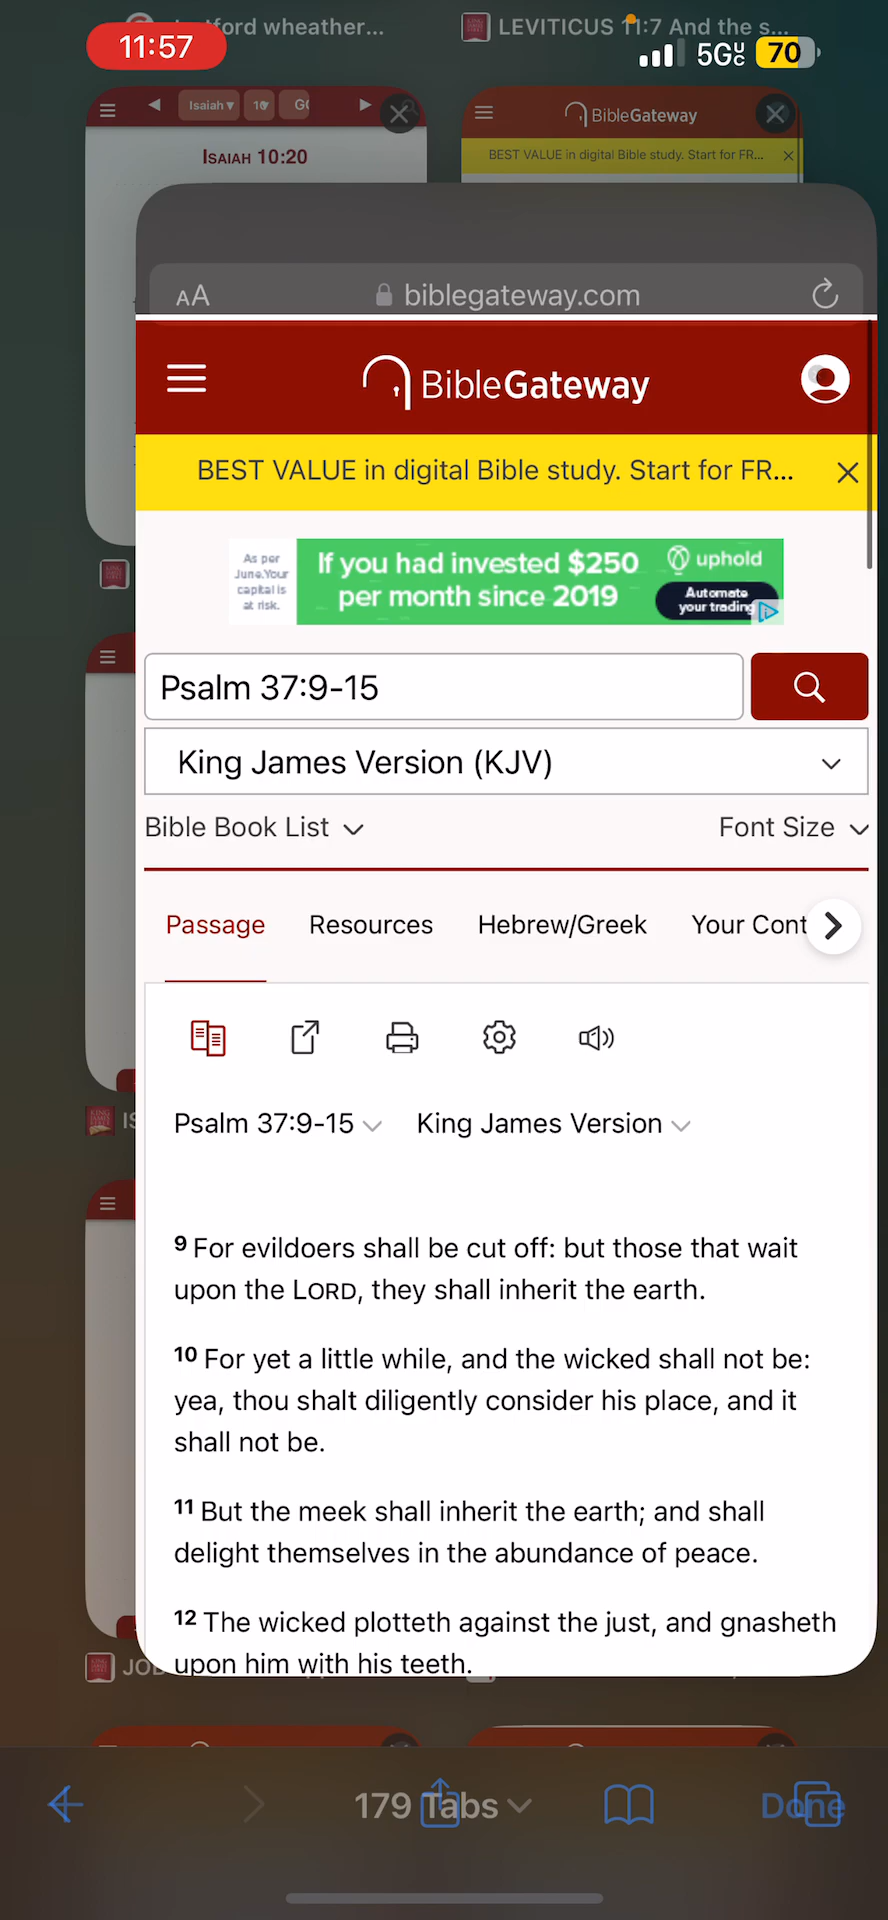 ord wheather...
LEVITICUS 11:7 And the s...
11:57
5G
70
Isaiah
10
ISAIAH 10:20
BibleGateway
BEST VALUE in digital Bible study. Start for FR...
AA
biblegateway.com
BibleGateway
BEST VALUE in digital Bible study. Start for FR...
As per
June.Your
capital is
at risk.
If you had invested $250
per month since 2019
uphold
Automate
your trading
Psalm 37:9-15
King James Version (KJV)
Bible Book List
Font Size
Passage
Resources
Hebrew/Greek
Your Cont
Psalm 37:9-15
King James Version
9 For evildoers shall be cut off: but those that wait
upon the LORD, they shall inherit the earth.
10 For yet a little while, and the wicked shall not be:
yea, thou shalt diligently consider his place, and it
shall not be.
11 But the meek shall inherit the earth; and shall
delight themselves in the abundance of peace.
12 The wicked plotteth against the just, and gnasheth
upon him with his teeth.
179 Tabs
Done